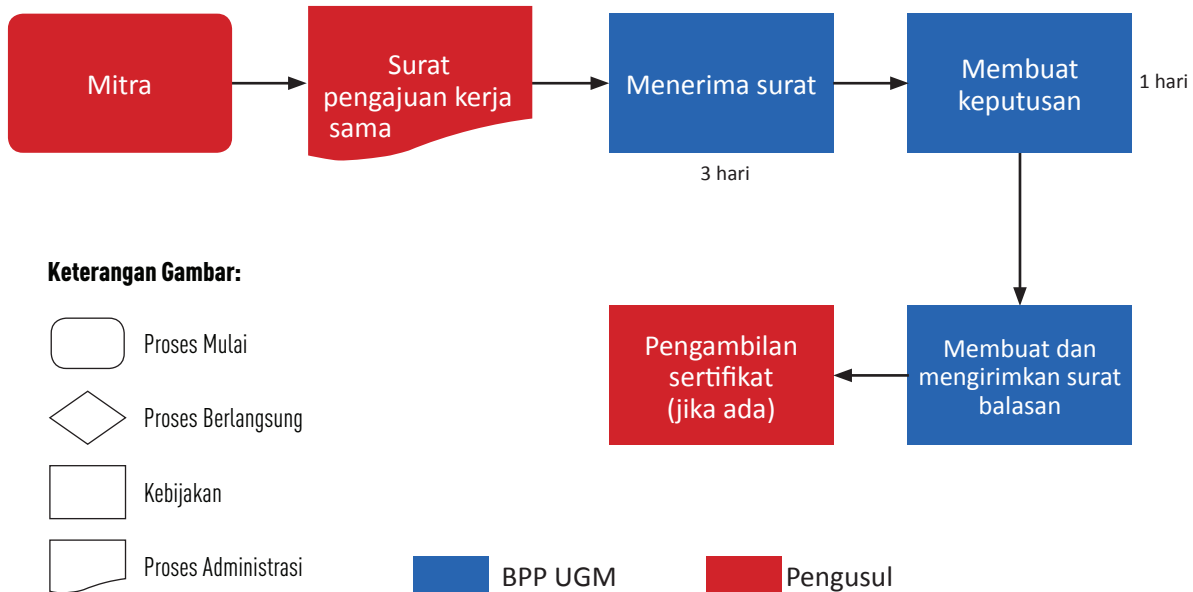 Mitra
Surat
pengajuan kerja
sama
Menerima surat
Membuat
keputusan
1 hari
3 hari
Keterangan Gambar:
Proses Mulai
Proses Berlangsung
Kebijakan
Proses Administrasi
Pengambilan
sertifikat
(jika ada)
Membuat dan
mengirimkan surat
balasan
BPP UGM
Pengusul